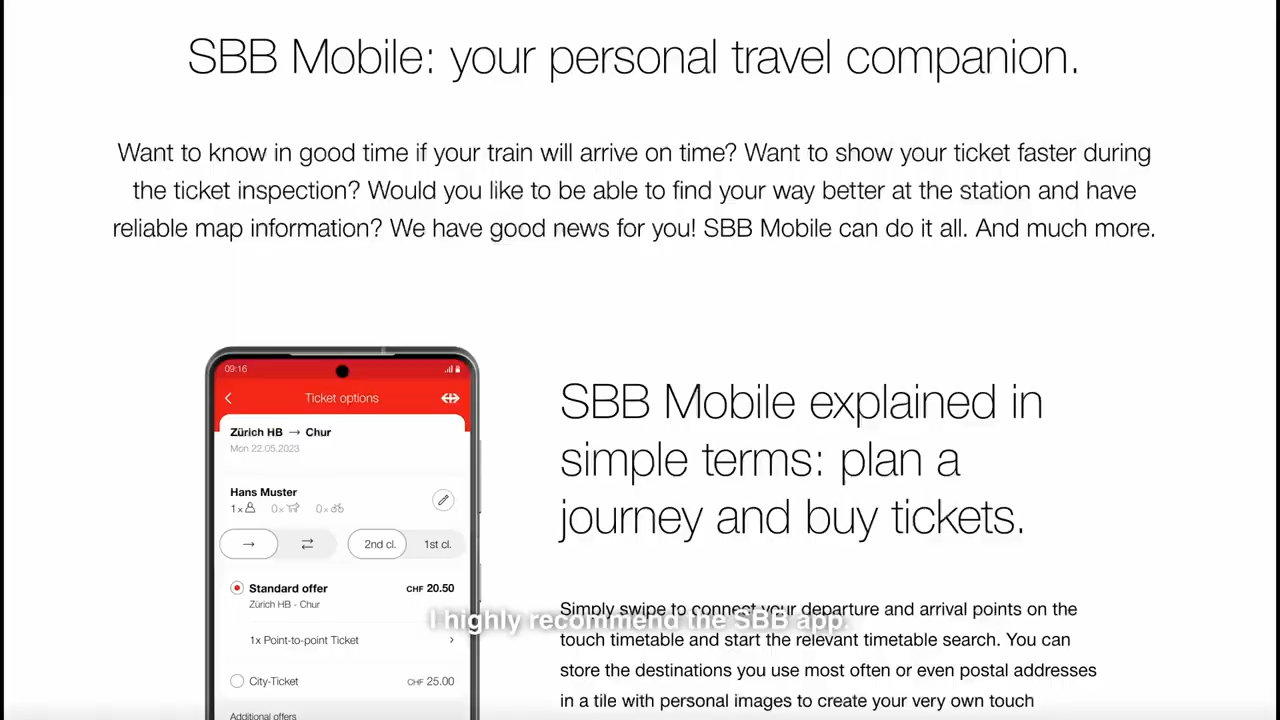 SBB Mobile: your personal travel companion.
Want to know in good time if your train will arrive on time? Want to show your ticket faster during
the ticket inspection? Would you like to be able to find your way better at the station and have
reliable map information? We have good news for you! SBB Mobile can do it all. And much more.
09:16
Ticket options
Zürich HB → Chur
Mon 22.05.2023
Hans Muster
1x 0x 0x
→ ⇄ 2nd cl. 1st cl.
Standard offer CHF 20.50
Zürich HB - Chur
1x Point-to-point Ticket >
City-Ticket CHF 25.00
Additional offers
SBB Mobile explained in
simple terms: plan a
journey and buy tickets.
Simply swipe to connect your departure and arrival points on the
touch timetable and start the relevant timetable search. You can
store the destinations you use most often or even postal addresses
in a tile with personal images to create your very own touch
I highly recommend the SBB app.